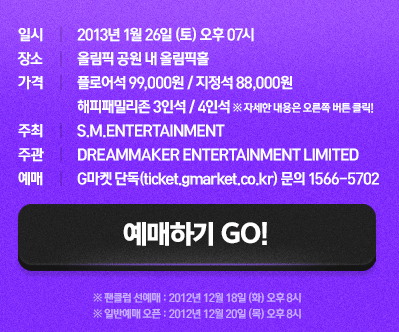 일시 2013년 1월 26일 (토) 오후 07시
장소 올림픽 공원 내 올림픽홀
가격 플로어석 99,000원 / 지정석 88,000원
해피패밀리존 3인석 / 4인석 ※ 자세한 내용은 오른쪽 버튼 클릭!
주최 S.M.ENTERTAINMENT
주관 DREAMMAKER ENTERTAINMENT LIMITED
예매 G마켓 단독(ticket.gmarket.co.kr) 문의 1566-5702
예매하기 GO!
※ 팬클럽 선예매 : 2012년 12월 18일 (화) 오후 8시
※ 일반예매 오픈 : 2012년 12월 20일 (목) 오후 8시